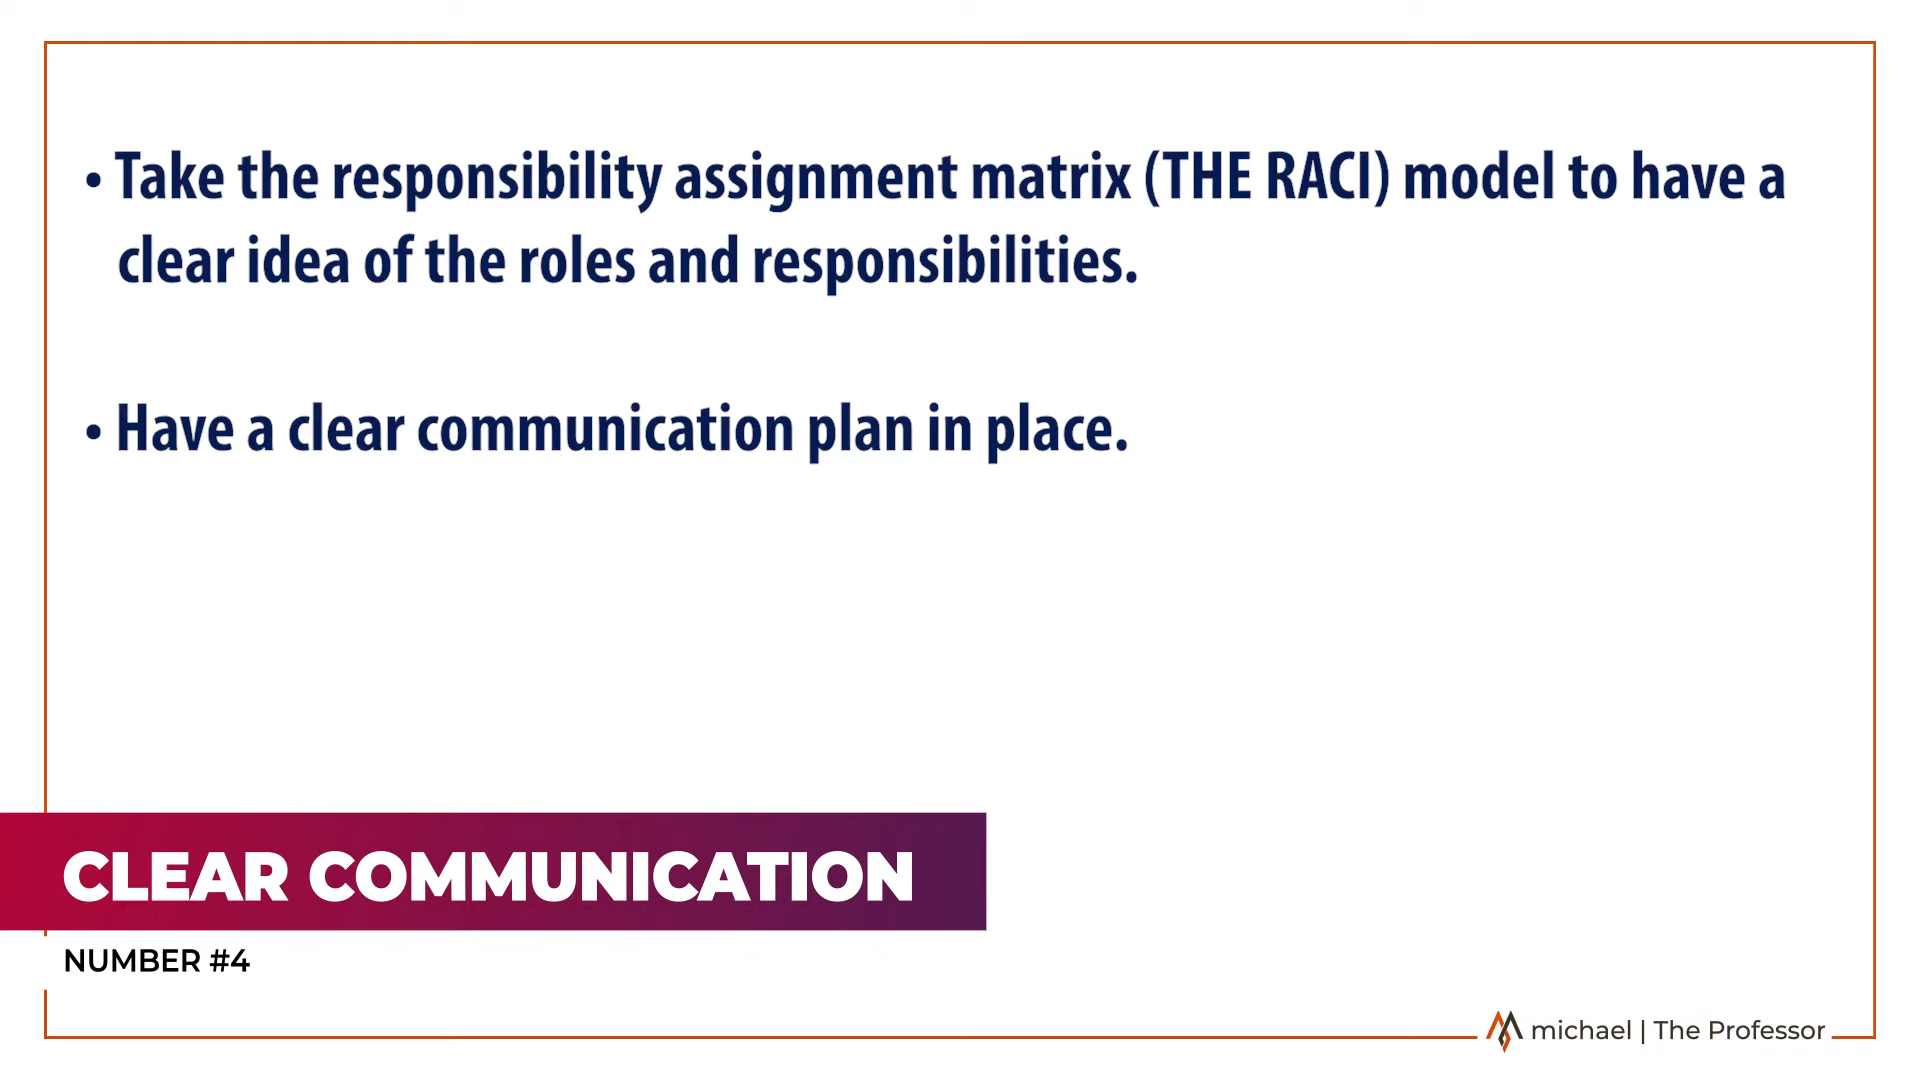 • Take the responsibility assignment matrix (THE RACI) model to have a
clear idea of the roles and responsibilities.
• Have a clear communication plan in place.
CLEAR COMMUNICATION
NUMBER #4
michael | The Professor